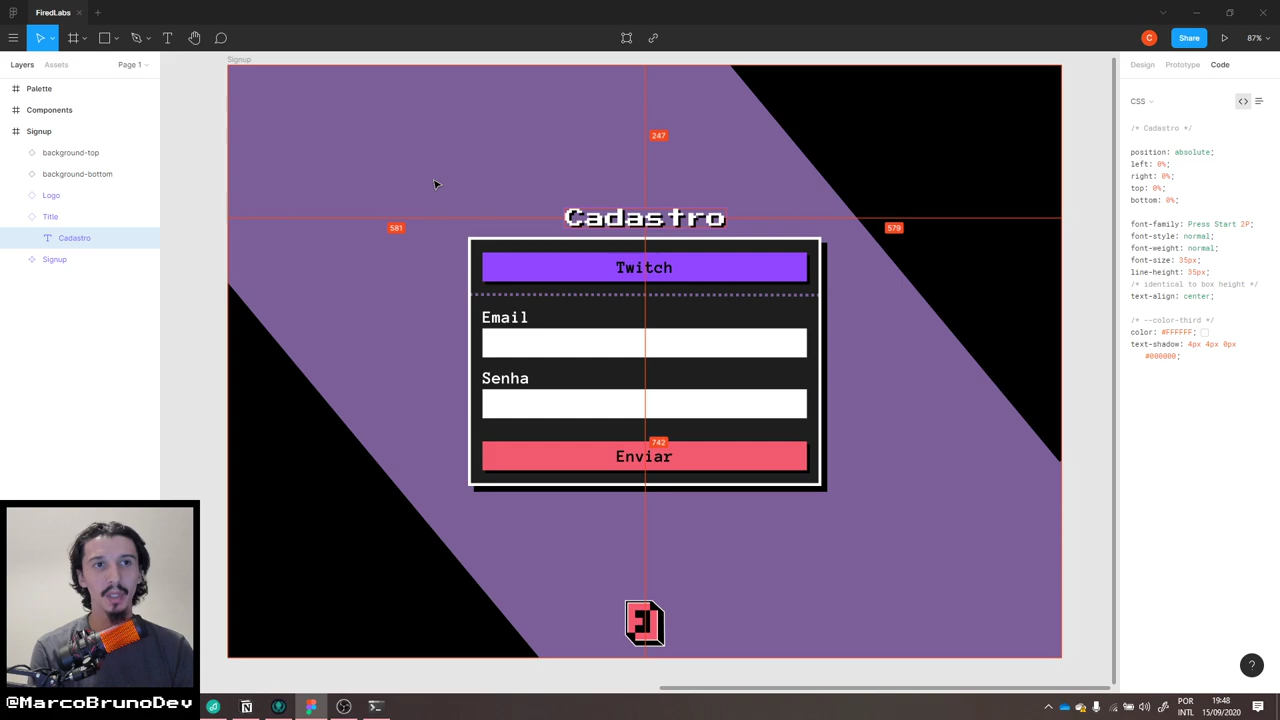 FiredLabs
C
Share
87%
Layers
Assets
Page 1
Design
Prototype
Code
Palette
Components
Signup
background-top
background-bottom
Logo
Title
Cadastro
Signup
Signup
247
581
579
742
Cadastro
Twitch
Email
Senha
Enviar
CSS
/* Cadastro */
position: absolute;
left: 0%;
right: 0%;
top: 0%;
bottom: 0%;
font-family: Press Start 2P;
font-style: normal;
font-weight: normal;
font-size: 35px;
line-height: 35px;
/* identical to box height */
text-align: center;
/* --color-third */
color: #FFFFFF;
text-shadow: 4px 4px 0px
#000000;
?
@MarcoBrunoDev
POR
INTL
19:48
15/09/2020